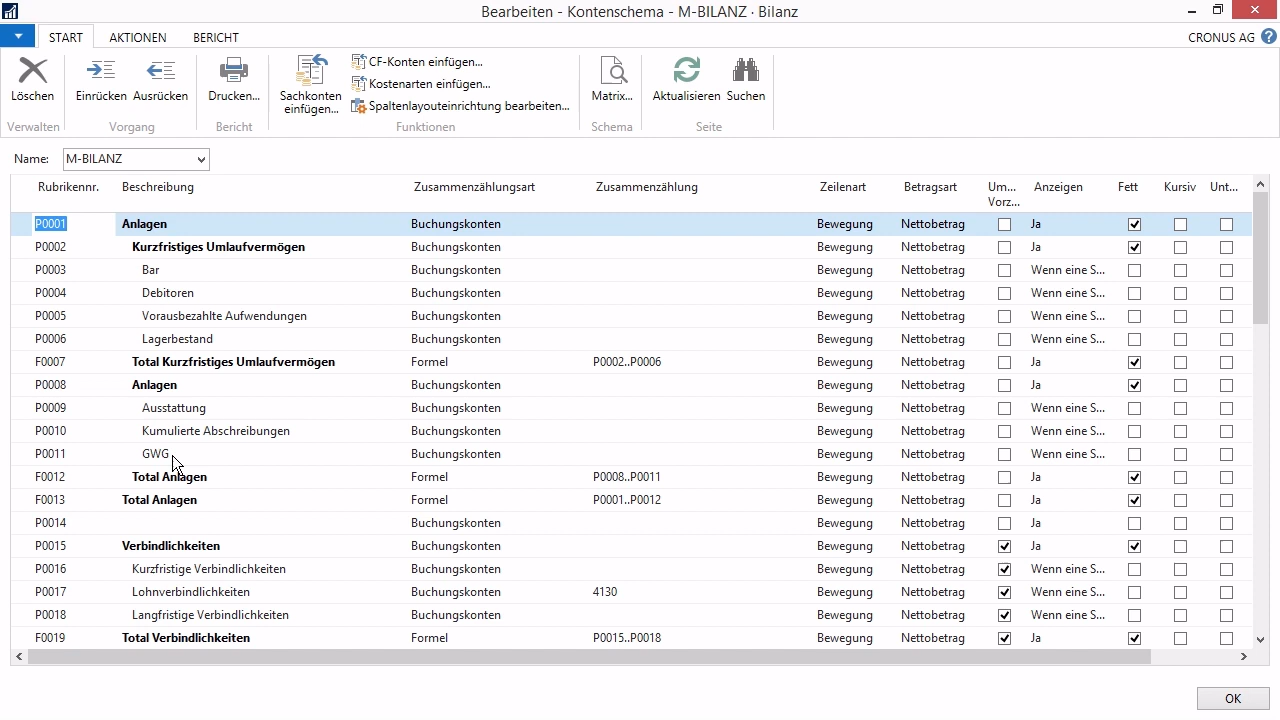 Bearbeiten - Kontenschema - M-BILANZ · Bilanz
START AKTIONEN BERICHT CRONUS AG ?
Löschen Einrücken Ausrücken Drucken... Sachkonten einfügen... CF-Konten einfügen... Kostenarten einfügen... Spaltenlayouteinrichtung bearbeiten... Matrix... Aktualisieren Suchen
Verwalten Vorgang Bericht Funktionen Schema Seite
Name: M-BILANZ
Rubrikennr. Beschreibung Zusammenzählungsart Zusammenzählung Zeilenart Betragsart Um... Vorz... Anzeigen Fett Kursiv Unt...
P0001 Anlagen Buchungskonten Bewegung Nettobetrag Ja
P0002 Kurzfristiges Umlaufvermögen Buchungskonten Bewegung Nettobetrag Ja
P0003 Bar Buchungskonten Bewegung Nettobetrag Wenn eine S...
P0004 Debitoren Buchungskonten Bewegung Nettobetrag Wenn eine S...
P0005 Vorausbezahlte Aufwendungen Buchungskonten Bewegung Nettobetrag Wenn eine S...
P0006 Lagerbestand Buchungskonten Bewegung Nettobetrag Wenn eine S...
F0007 Total Kurzfristiges Umlaufvermögen Formel P0002..P0006 Bewegung Nettobetrag Ja
P0008 Anlagen Buchungskonten Bewegung Nettobetrag Ja
P0009 Ausstattung Buchungskonten Bewegung Nettobetrag Wenn eine S...
P0010 Kumulierte Abschreibungen Buchungskonten Bewegung Nettobetrag Wenn eine S...
P0011 GWG Buchungskonten Bewegung Nettobetrag Wenn eine S...
F0012 Total Anlagen Formel P0008..P0011 Bewegung Nettobetrag Ja
F0013 Total Anlagen Formel P0001..P0012 Bewegung Nettobetrag Ja
P0014 Buchungskonten Bewegung Nettobetrag Ja
P0015 Verbindlichkeiten Buchungskonten Bewegung Nettobetrag Ja
P0016 Kurzfristige Verbindlichkeiten Buchungskonten Bewegung Nettobetrag Wenn eine S...
P0017 Lohnverbindlichkeiten Buchungskonten 4130 Bewegung Nettobetrag Wenn eine S...
P0018 Langfristige Verbindlichkeiten Buchungskonten Bewegung Nettobetrag Wenn eine S...
F0019 Total Verbindlichkeiten Formel P0015..P0018 Bewegung Nettobetrag Ja
OK